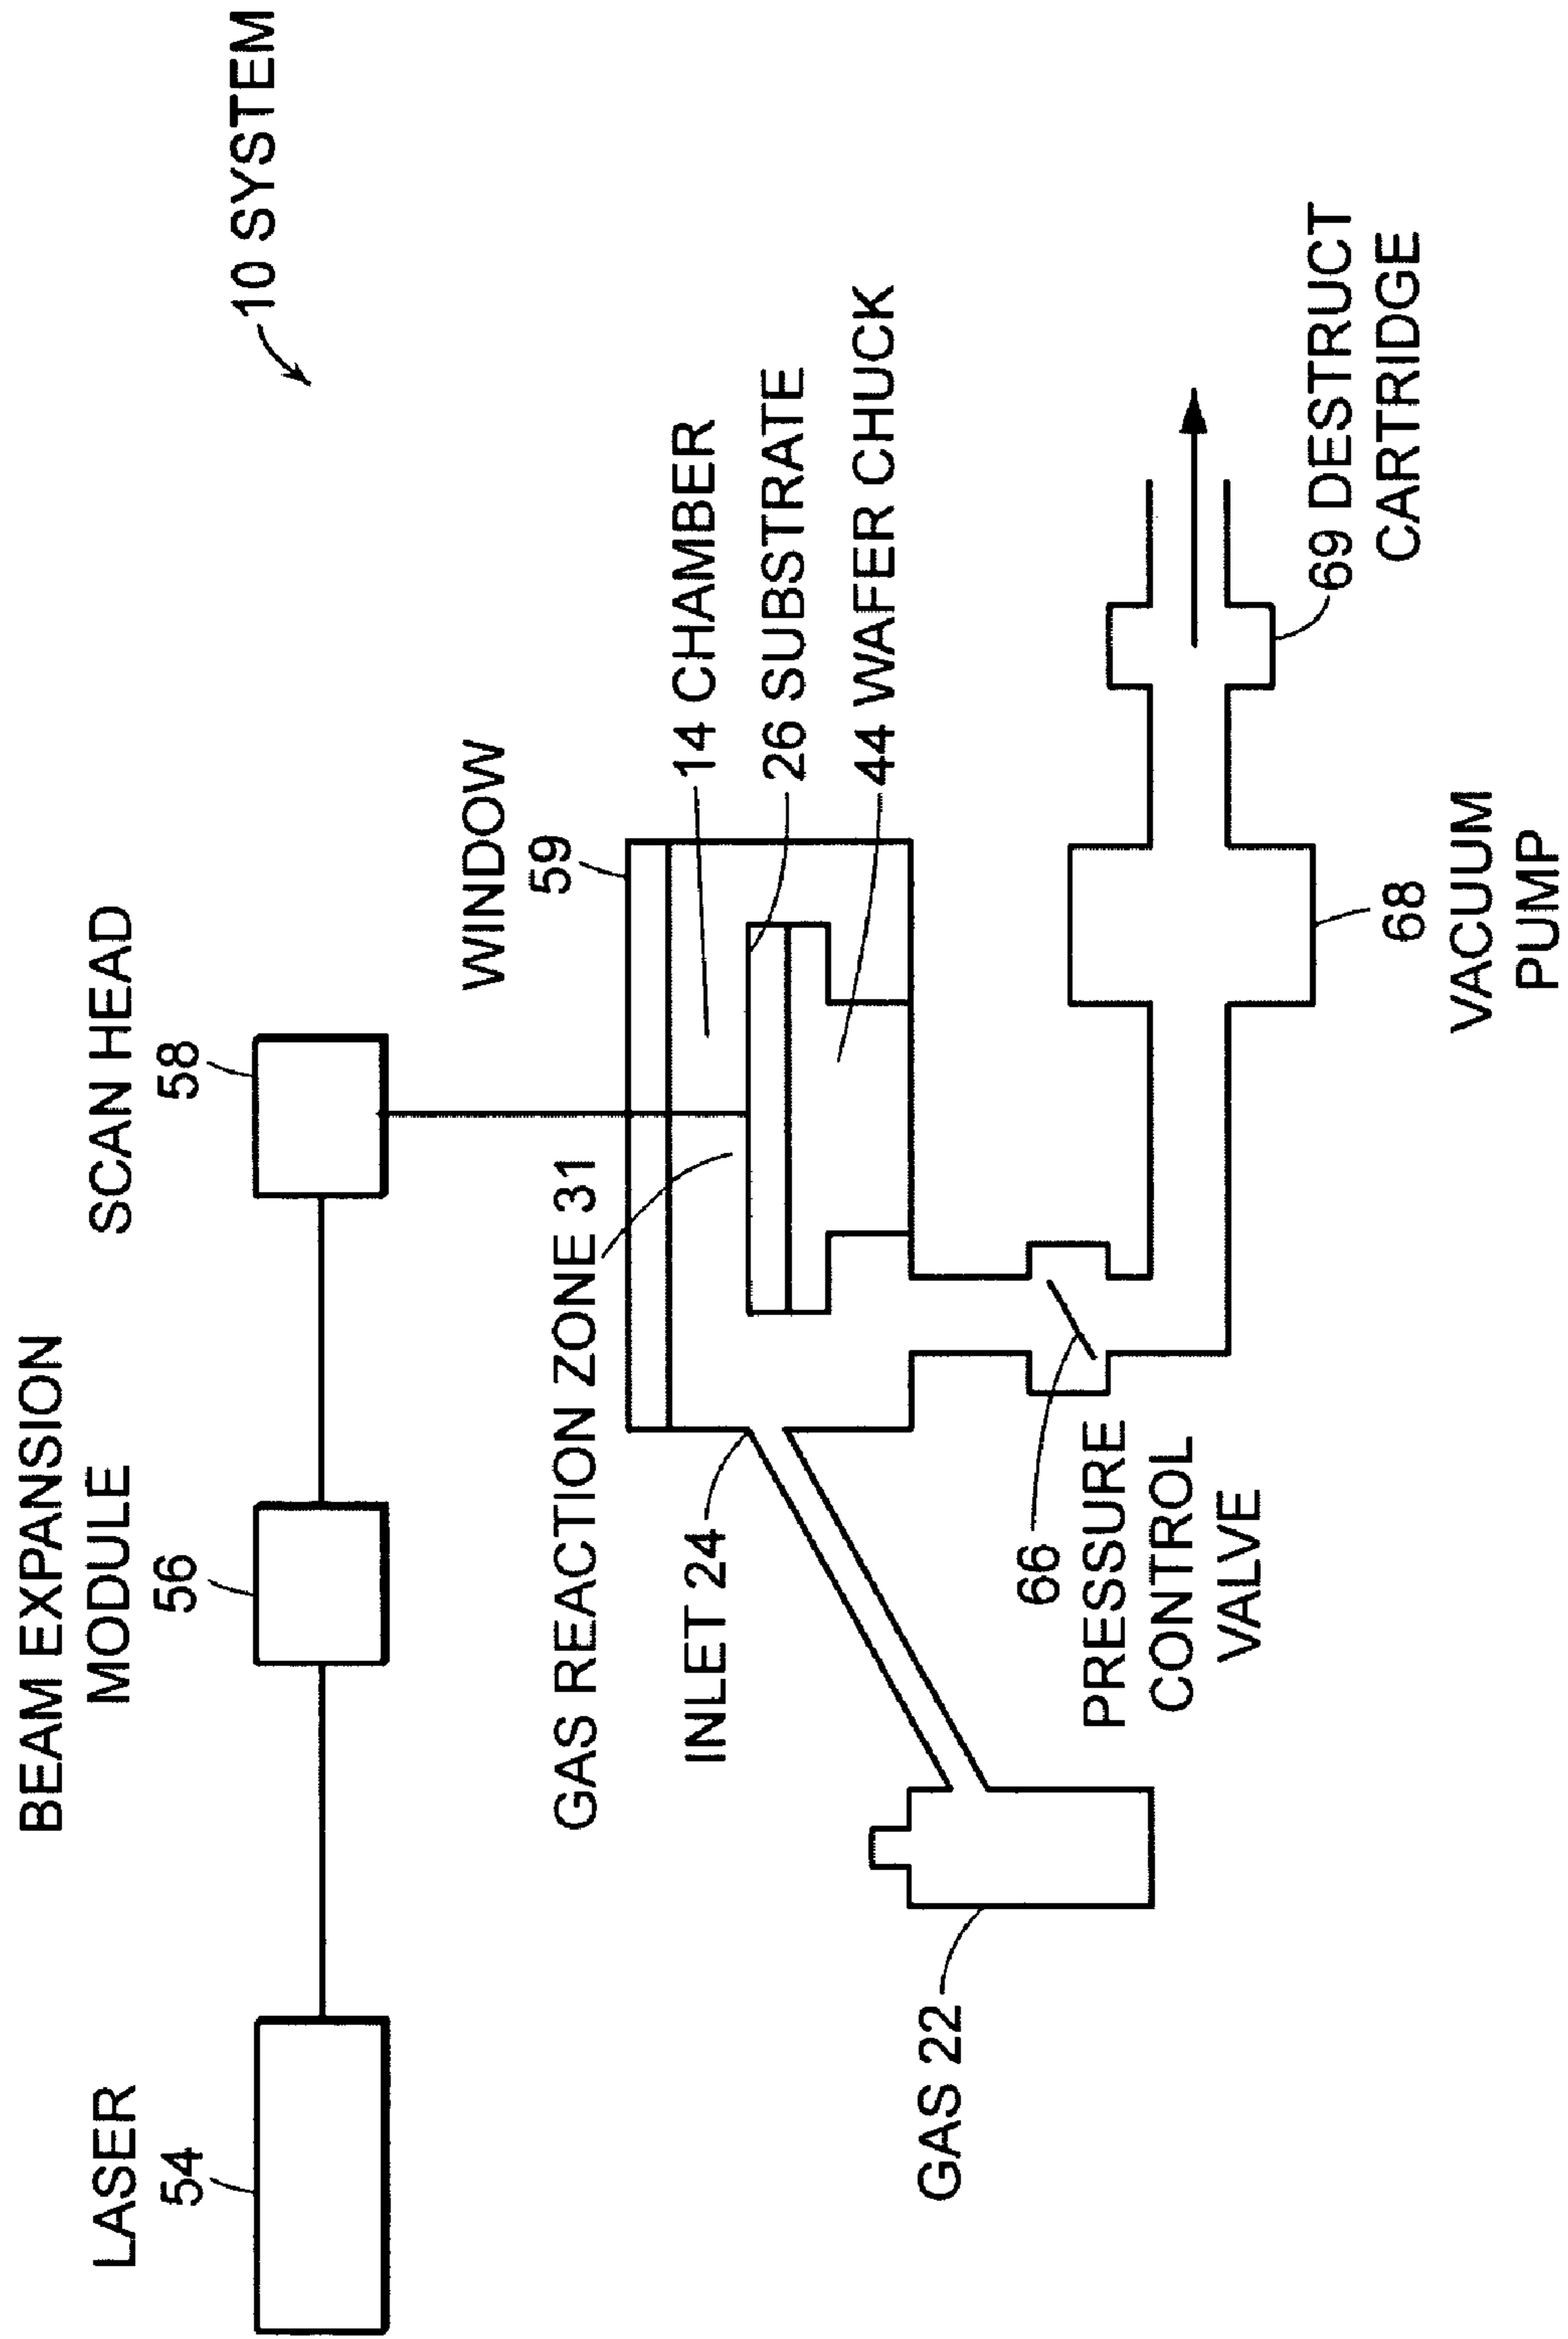 10 SYSTEM
BEAM EXPANSION
MODULE
56
SCAN HEAD
58
LASER
54
WINDOW
59
GAS REACTION ZONE 31
14 CHAMBER
INLET 24
26 SUBSTRATE
44 WAFER CHUCK
GAS 22
66
PRESSURE
CONTROL
VALVE
69 DESTRUCT
CARTRIDGE
68
VACUUM
PUMP